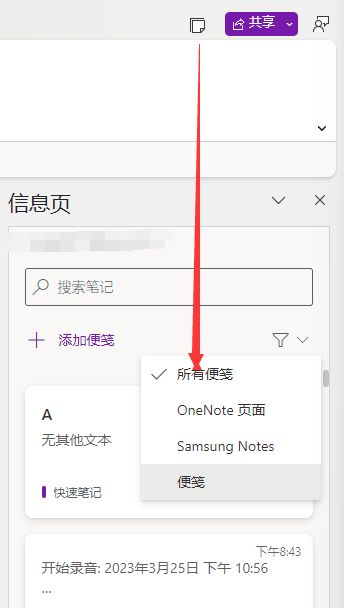 共享
信息页
搜索笔记
添加便笺
所有便笺
OneNote 页面
Samsung Notes
便笺
A
无其他文本
快速笔记
下午8:43
开始录音: 2023年3月25日 下午 10:56
...